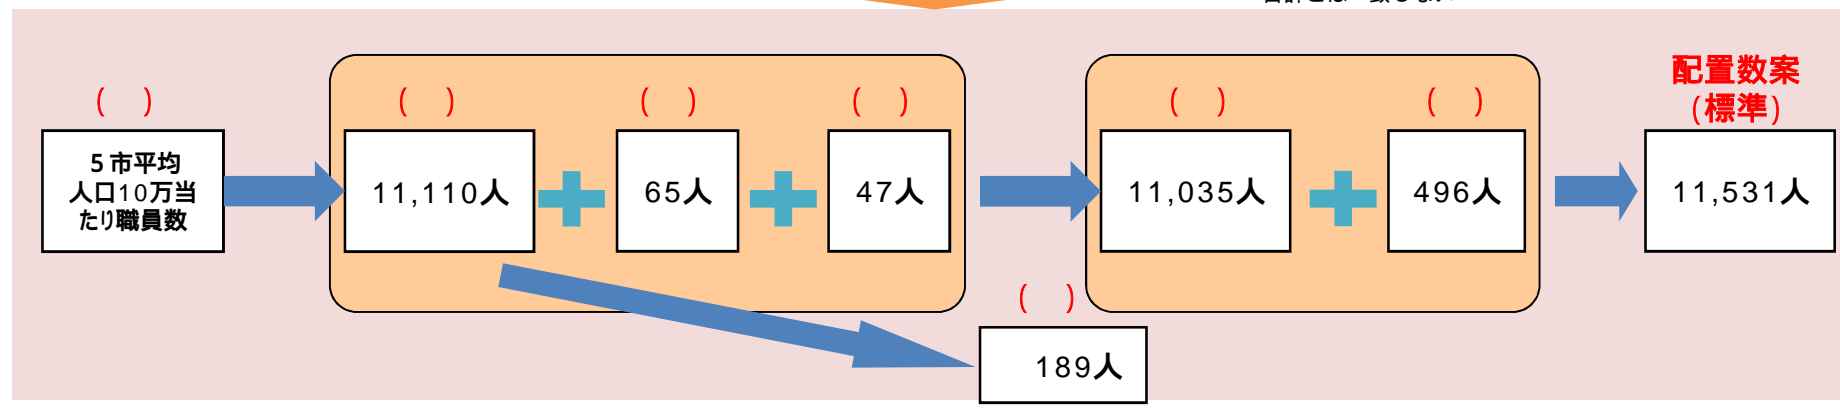 配置数案
(標準)
(　)
(　)
(　)
(　)
(　)
(　)
５市平均
人口10万当
たり職員数
11,110人
65人
47人
11,035人
496人
11,531人
(　)
189人